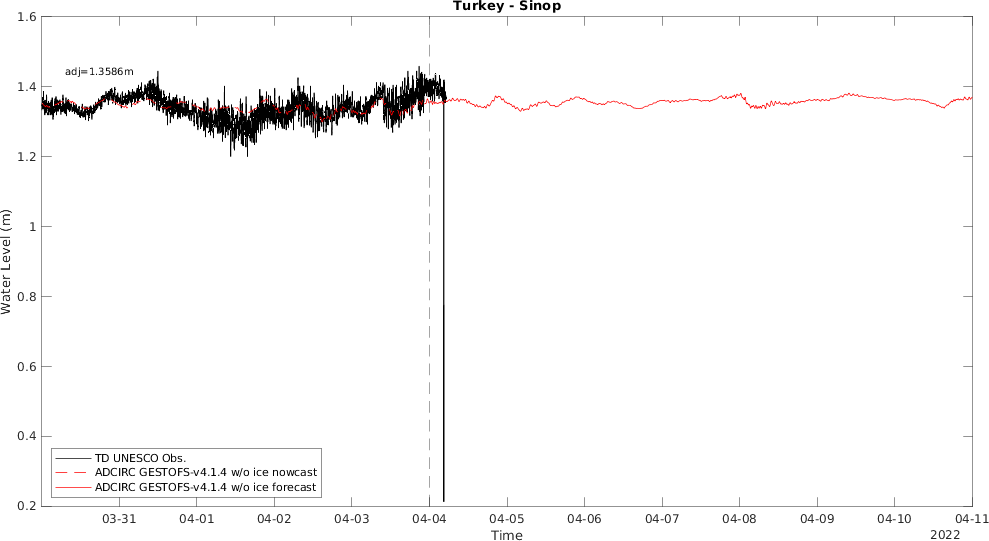 Turkey - Sinop
1.6
1.4
1.2
1
0.8
0.6
0.4
0.2
Water Level (m)
adj=1.3586m
TD UNESCO Obs.
ADCIRC GESTOFS-v4.1.4 w/o ice nowcast
ADCIRC GESTOFS-v4.1.4 w/o ice forecast
03-31 04-01 04-02 04-03 04-04 04-05 04-06 04-07 04-08 04-09 04-10 04-11
Time
2022